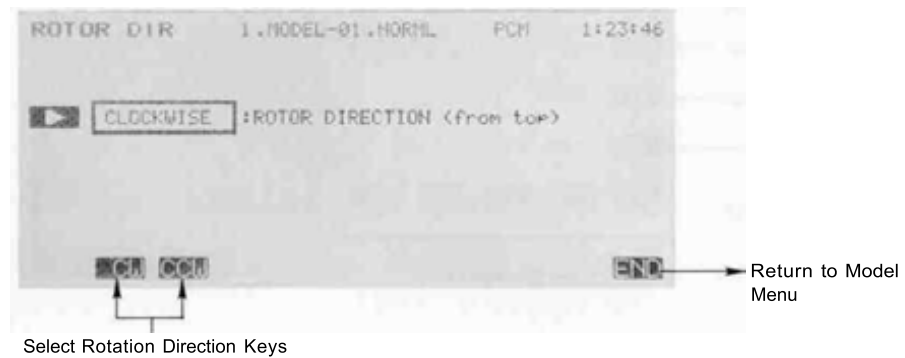 ROTOR DIR 1.MODEL-01.NORML PCM 1:23:46
CLOCKWISE :ROTOR DIRECTION (from top)
CW CCW END
Return to Model
Menu
Select Rotation Direction Keys